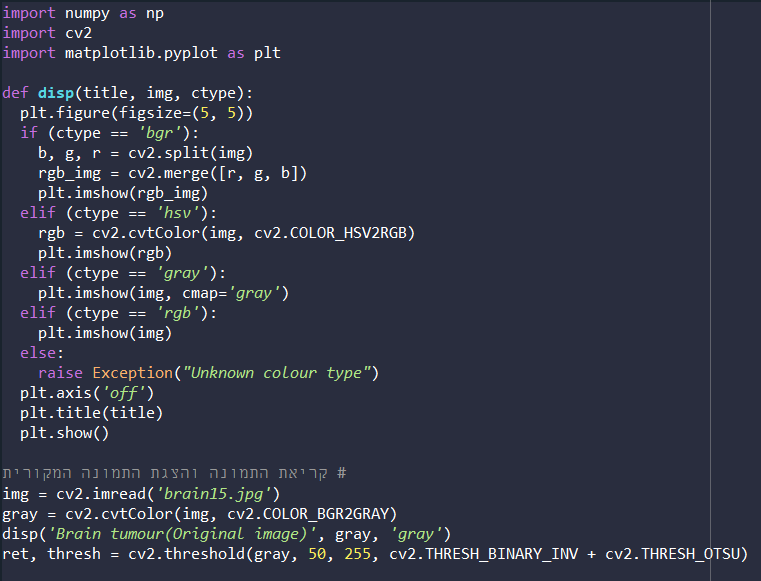 import numpy as np
import cv2
import matplotlib.pyplot as plt

def disp(title, img, ctype):
  plt.figure(figsize=(5, 5))
  if (ctype == 'bgr'):
    b, g, r = cv2.split(img)
    rgb_img = cv2.merge([r, g, b])
    plt.imshow(rgb_img)
  elif (ctype == 'hsv'):
    rgb = cv2.cvtColor(img, cv2.COLOR_HSV2RGB)
    plt.imshow(rgb)
  elif (ctype == 'gray'):
    plt.imshow(img, cmap='gray')
  elif (ctype == 'rgb'):
    plt.imshow(img)
  else:
    raise Exception("Unknown colour type")
  plt.axis('off')
  plt.title(title)
  plt.show()

# קריאת התמונה והצגת התמונה המקורית
img = cv2.imread('brain15.jpg')
gray = cv2.cvtColor(img, cv2.COLOR_BGR2GRAY)
disp('Brain tumour(Original image)', gray, 'gray')
ret, thresh = cv2.threshold(gray, 50, 255, cv2.THRESH_BINARY_INV + cv2.THRESH_OTSU)